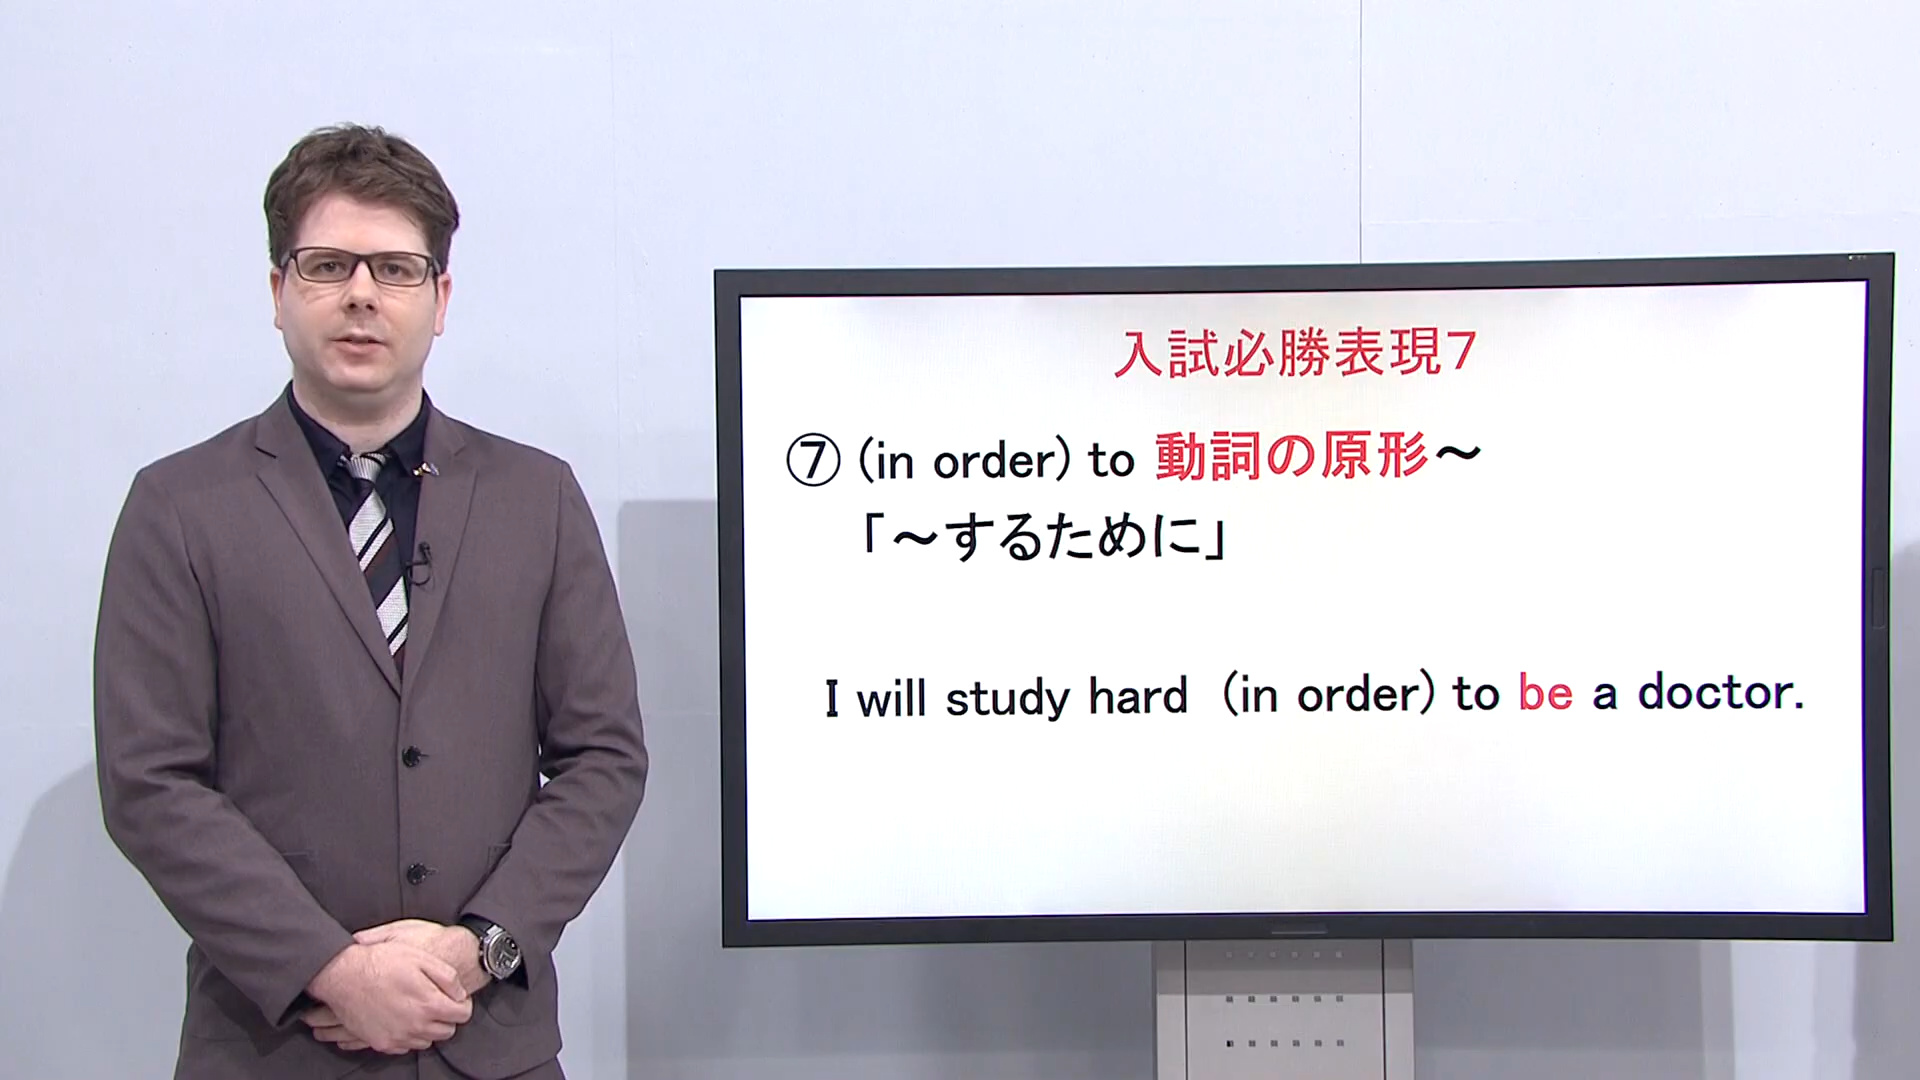 入試必勝表現７
⑦ (in order) to 動詞の原形～
「～するために」
I will study hard (in order) to be a doctor.